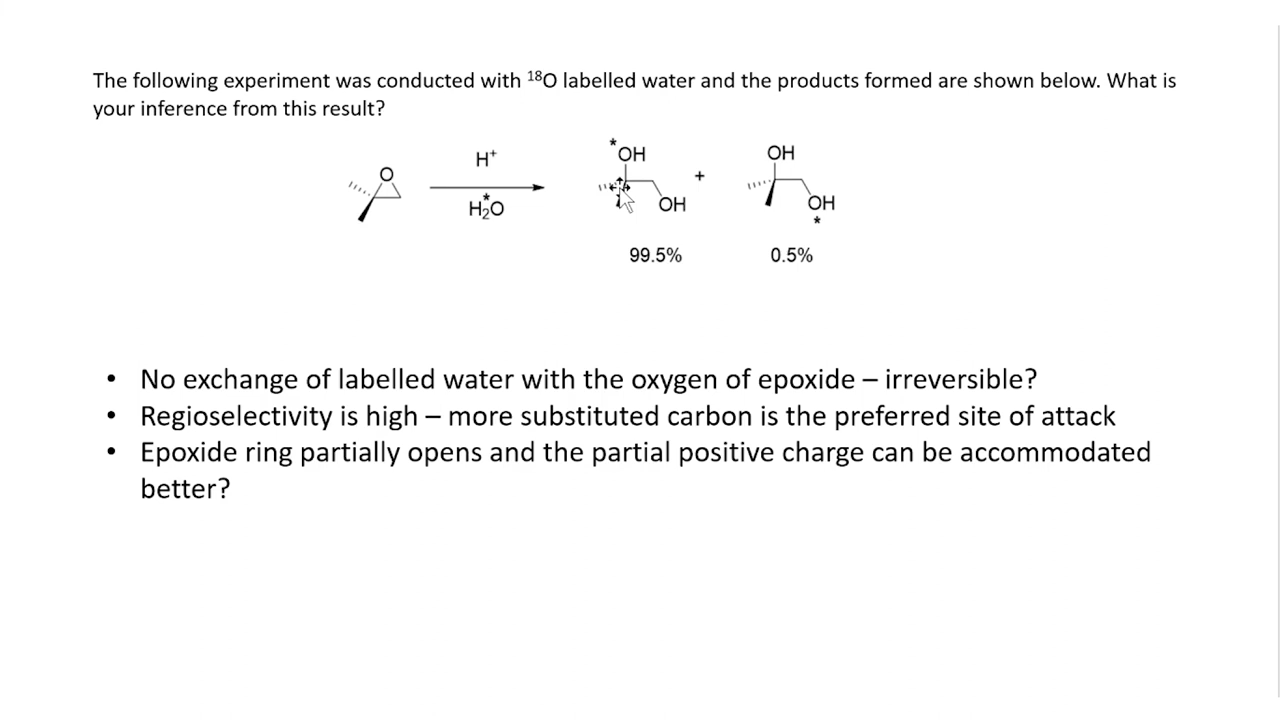 The following experiment was conducted with ¹⁸O labelled water and the products formed are shown below. What is
your inference from this result?
O
H⁺
H₂O
*
*
OH
OH
+
OH
OH
*
99.5%
0.5%
• No exchange of labelled water with the oxygen of epoxide – irreversible?
• Regioselectivity is high – more substituted carbon is the preferred site of attack
• Epoxide ring partially opens and the partial positive charge can be accommodated
better?